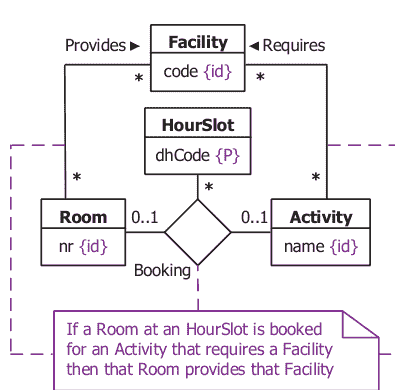 Provides ► Facility ◄ Requires
code {id}
* *
HourSlot
dhCode {P}
* * *
Room 0..1 0..1 Activity
nr {id} name {id}
Booking
If a Room at an HourSlot is booked
for an Activity that requires a Facility
then that Room provides that Facility